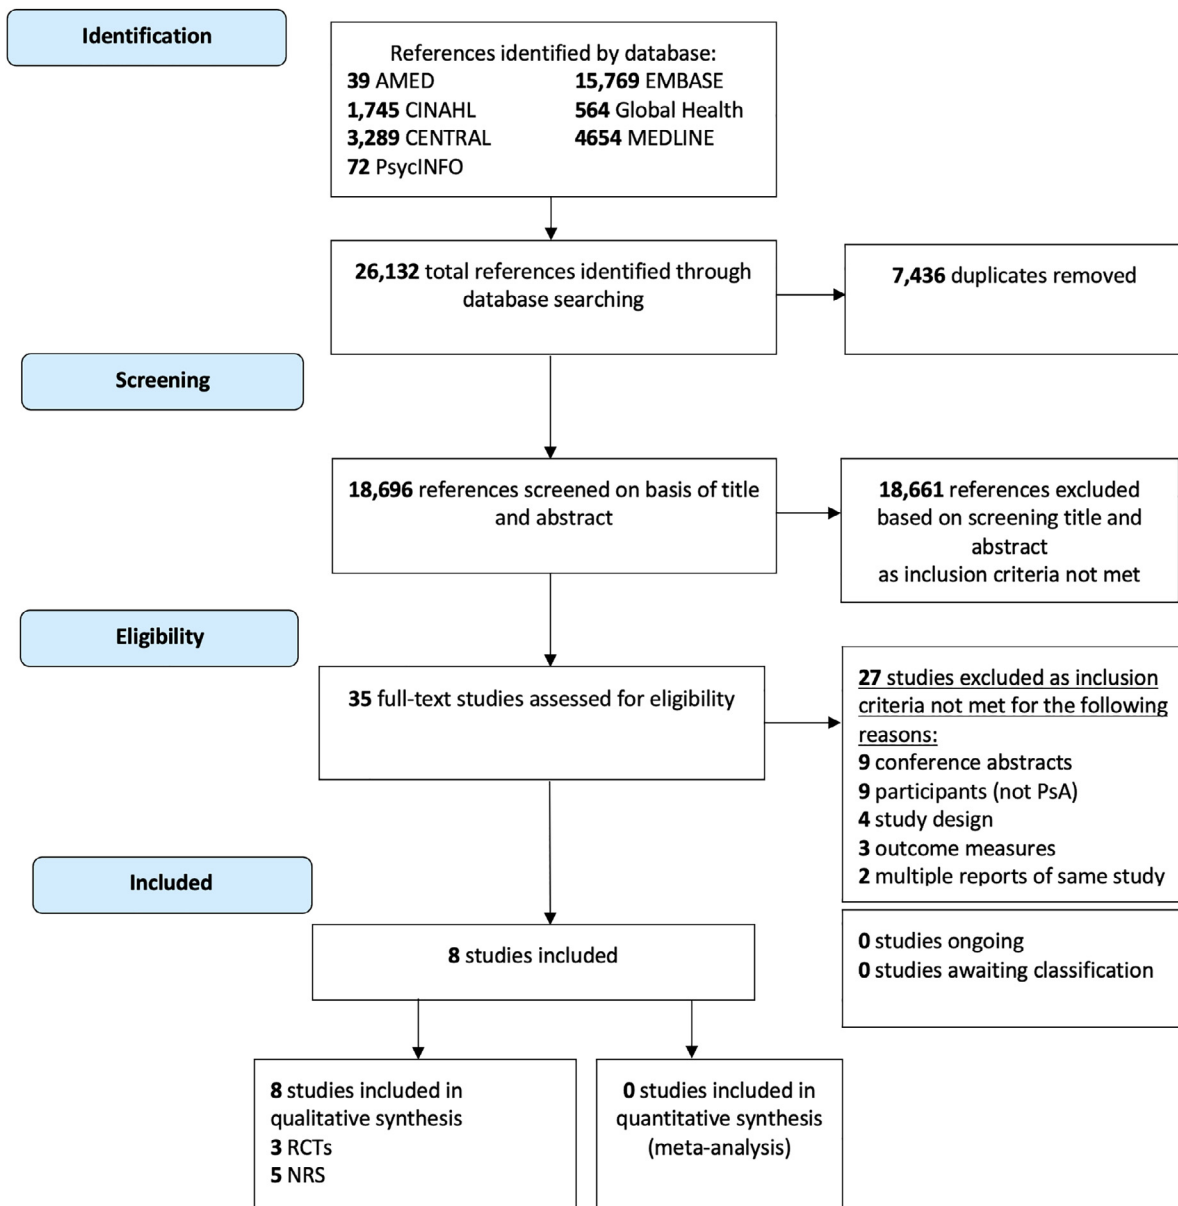 Identification
References identified by database:
39 AMED
15,769 EMBASE
1,745 CINAHL
564 Global Health
3,289 CENTRAL
4654 MEDLINE
72 PsycINFO
26,132 total references identified through
database searching
7,436 duplicates removed
Screening
18,696 references screened on basis of title
and abstract
18,661 references excluded
based on screening title and
abstract
as inclusion criteria not met
Eligibility
35 full-text studies assessed for eligibility
27 studies excluded as inclusion
criteria not met for the following
reasons:
9 conference abstracts
9 participants (not PsA)
4 study design
3 outcome measures
2 multiple reports of same study
Included
8 studies included
0 studies ongoing
0 studies awaiting classification
8 studies included in
qualitative synthesis
3 RCTs
5 NRS
0 studies included in
quantitative synthesis
(meta-analysis)